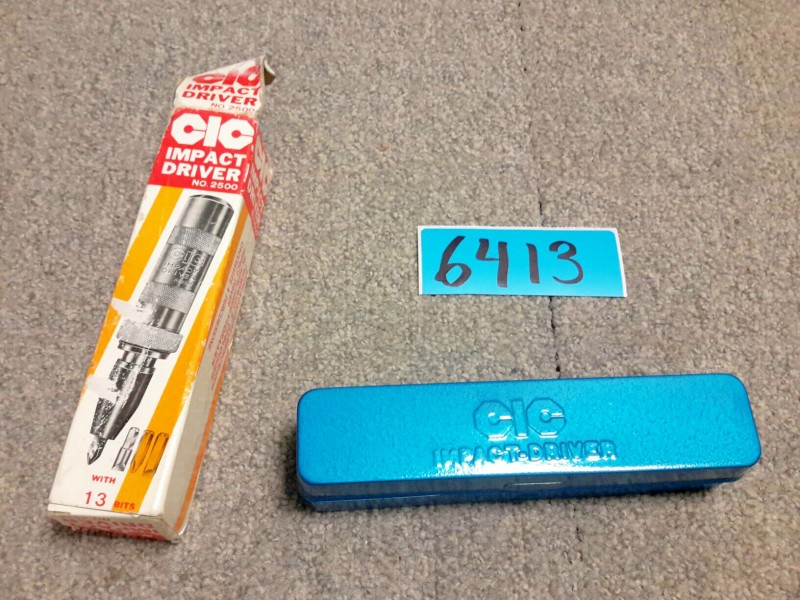 CIC
IMPACT
DRIVER
NO. 2500
CIC
IMPACT
DRIVER
NO. 2500
WITH
13 BITS
6413
CIC
IMPACT·DRIVER